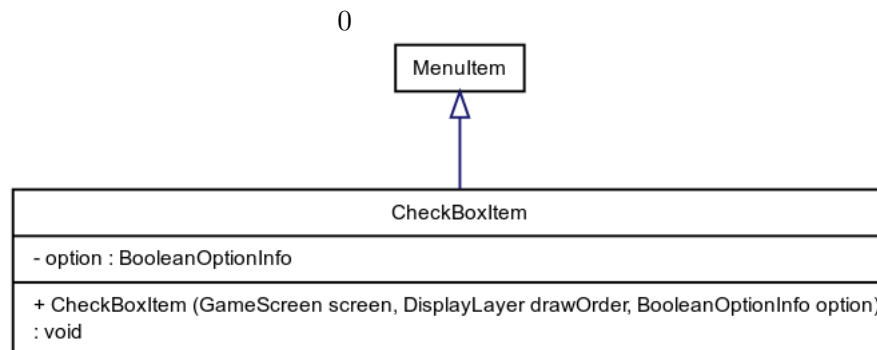 0
MenuItem
CheckBoxItem
- option : BooleanOptionInfo
+ CheckBoxItem (GameScreen screen, DisplayLayer drawOrder, BooleanOptionInfo option)
: void